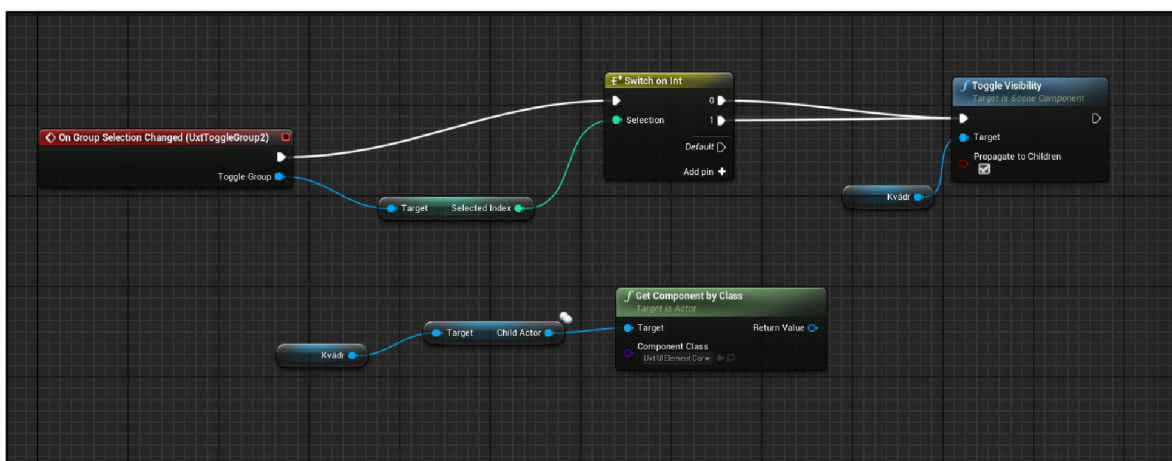 On Group Selection Changed (UxtToggleGroup2)
Toggle Group
Target Selected Index
Switch on Int
0
Selection 1
Default
Add pin +
Toggle Visibility
Target is Scene Component
Target
Propagate to Children
Kvádr
Kvádr
Target Child Actor
Get Component by Class
Target is Actor
Target Return Value
Component Class
UxtUIElement Cor